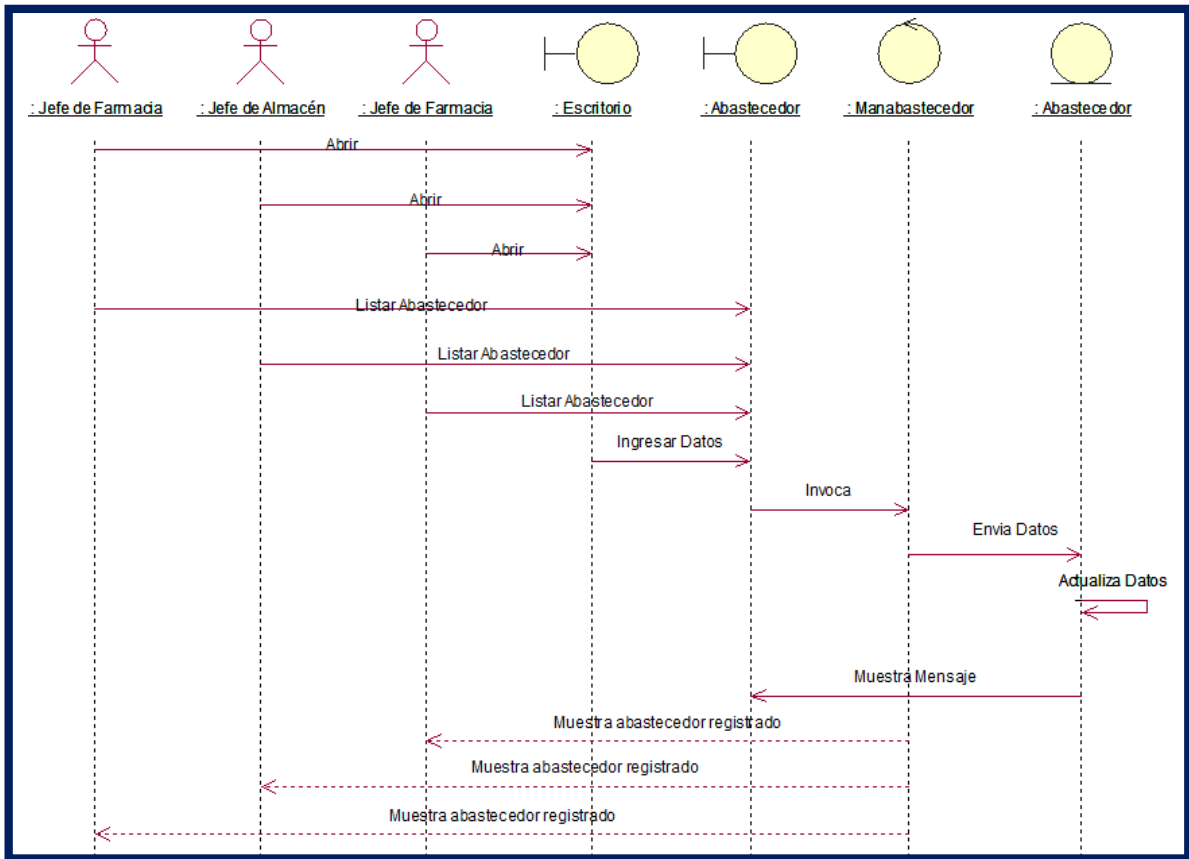 : Jefe de Farmacia
: Jefe de Almacén
: Jefe de Farmacia
: Escritorio
: Abastecedor
: Manabastecedor
: Abastecedor
Abrir
Abrir
Abrir
Listar Abastecedor
Listar Abastecedor
Listar Abastecedor
Ingresar Datos
Invoca
Envia Datos
Actualiza Datos
Muestra Mensaje
Muestra abastecedor registrado
Muestra abastecedor registrado
Muestra abastecedor registrado